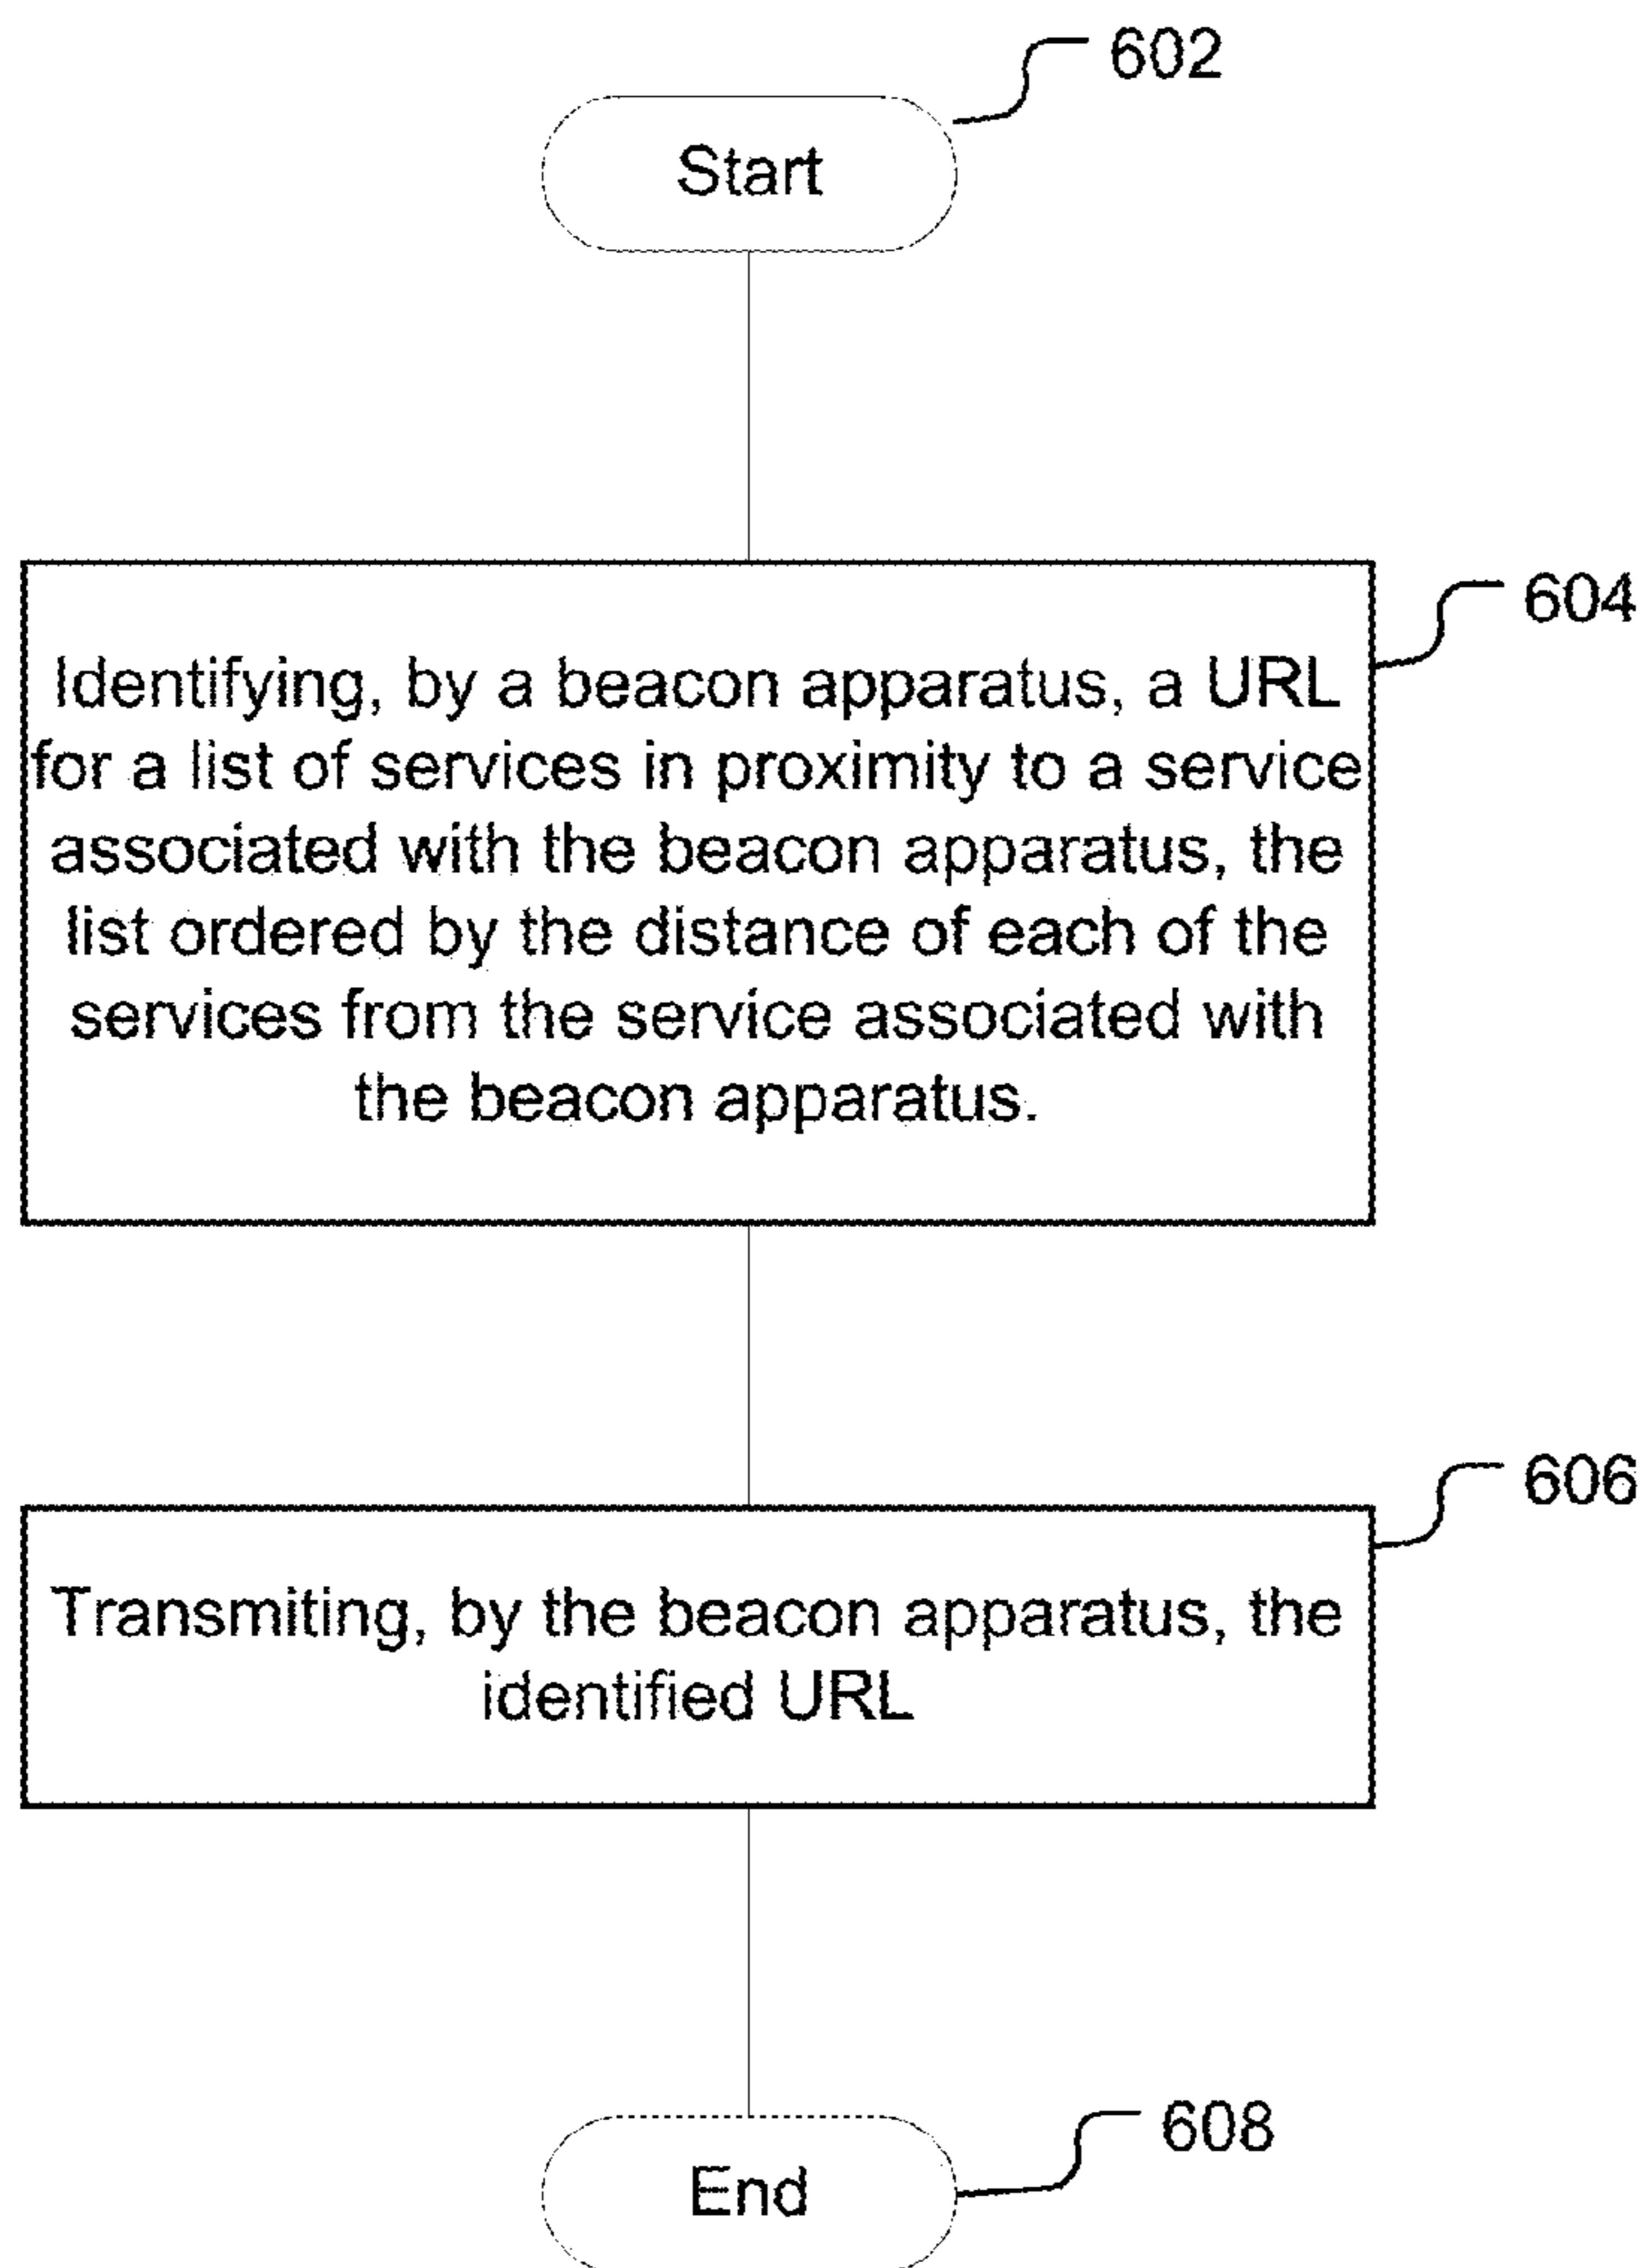 602
Start
604
Identifying, by a beacon apparatus, a URL
for a list of services in proximity to a service
associated with the beacon apparatus, the
list ordered by the distance of each of the
services from the service associated with
the beacon apparatus.
606
Transmiting, by the beacon apparatus, the
identified URL
608
End